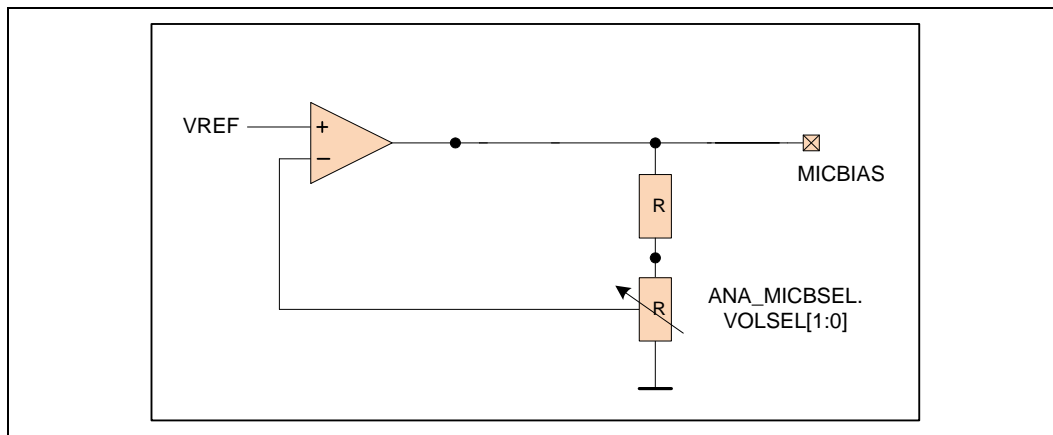 VREF
+
−
MICBIAS
R
R
ANA_MICBSEL.
VOLSEL[1:0]